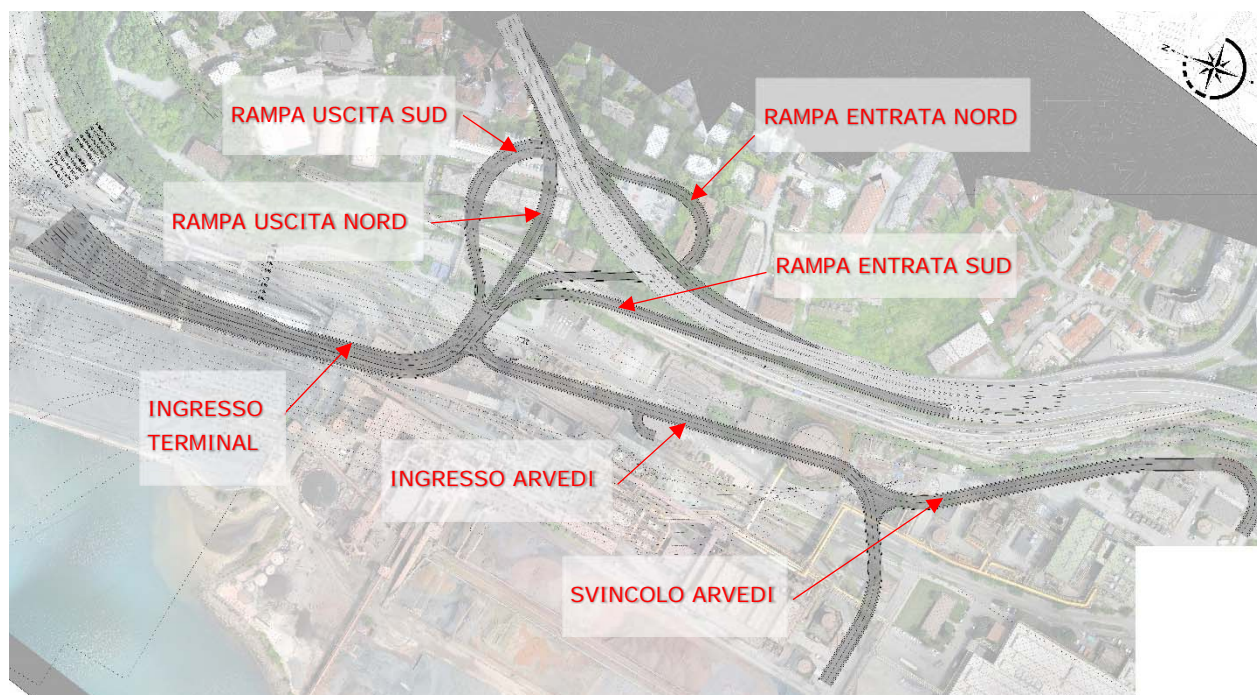 N
RAMPA USCITA SUD
RAMPA ENTRATA NORD
RAMPA USCITA NORD
RAMPA ENTRATA SUD
INGRESSO
TERMINAL
INGRESSO ARVEDI
SVINCOLO ARVEDI